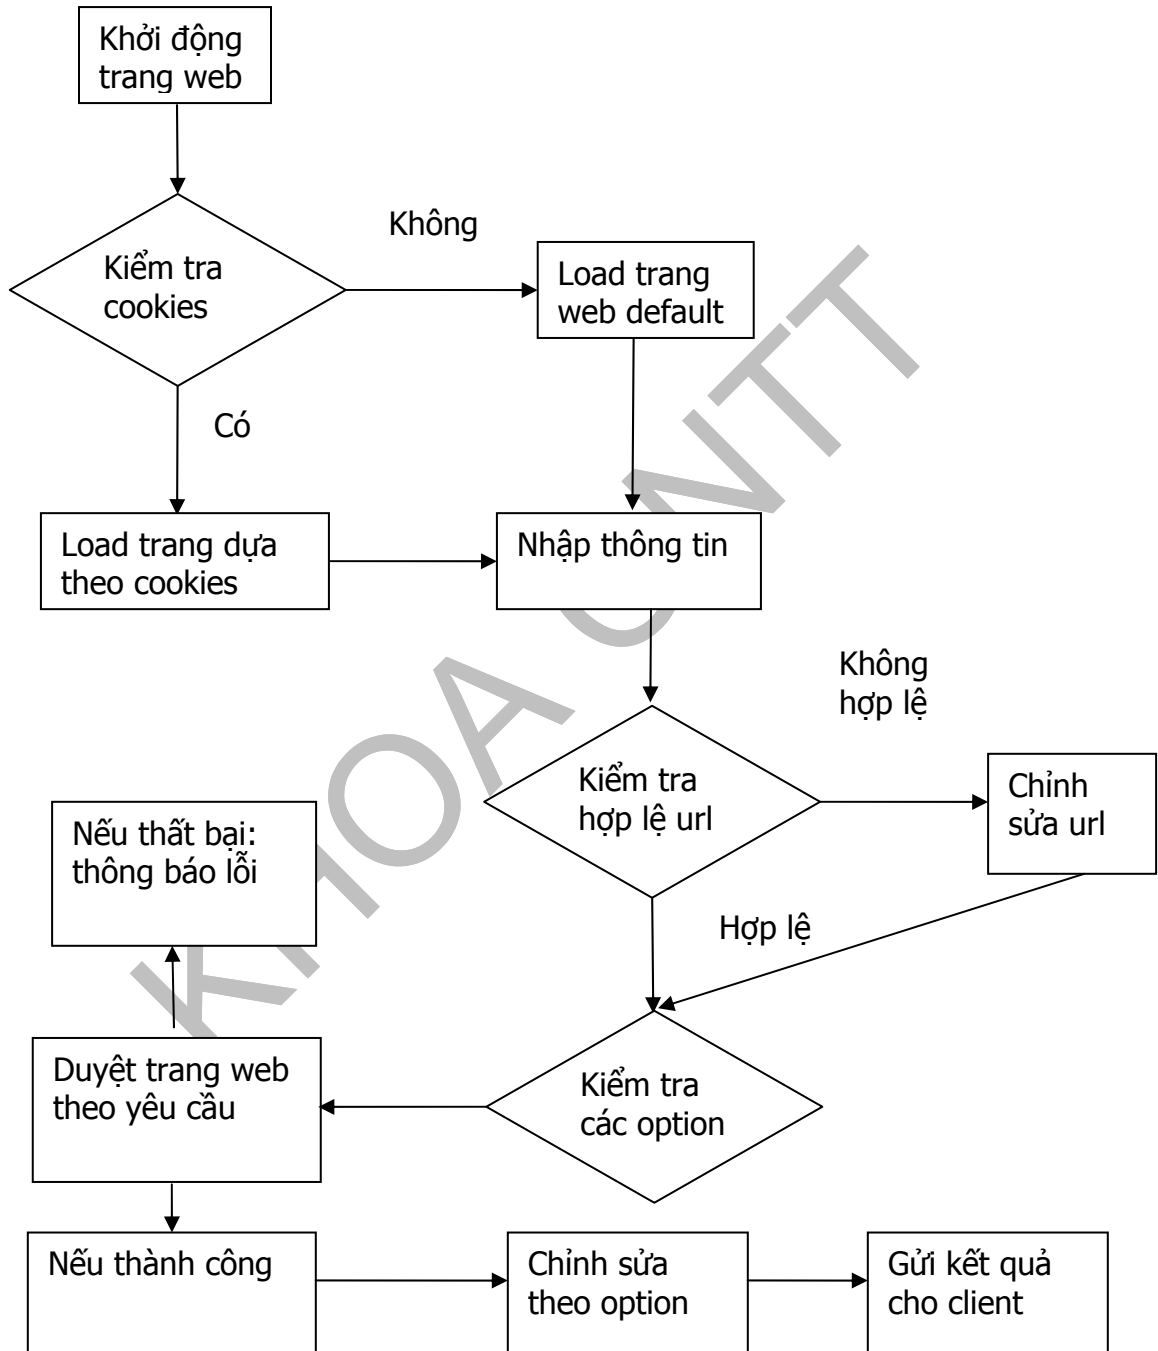 Khởi động
trang web
Không
Kiểm tra
cookies
Load trang
web default
Có
Load trang dựa
theo cookies
Nhập thông tin
Không
hợp lệ
Kiểm tra
hợp lệ url
Chỉnh
sửa url
Nếu thất bại:
thông báo lỗi
Hợp lệ
Duyệt trang web
theo yêu cầu
Kiểm tra
các option
Nếu thành công
Chỉnh sửa
theo option
Gửi kết quả
cho client
KHOA CNTT